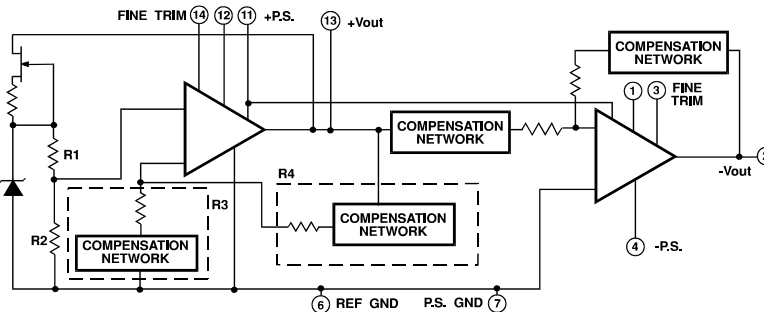 FINE TRIM 14 12 11 +P.S. 13 +Vout
COMPENSATION
NETWORK
1 3 FINE
TRIM
R1
COMPENSATION
NETWORK
R4
-Vout
R3
R2
COMPENSATION
NETWORK
COMPENSATION
NETWORK
4 -P.S.
6 REF GND P.S. GND 7